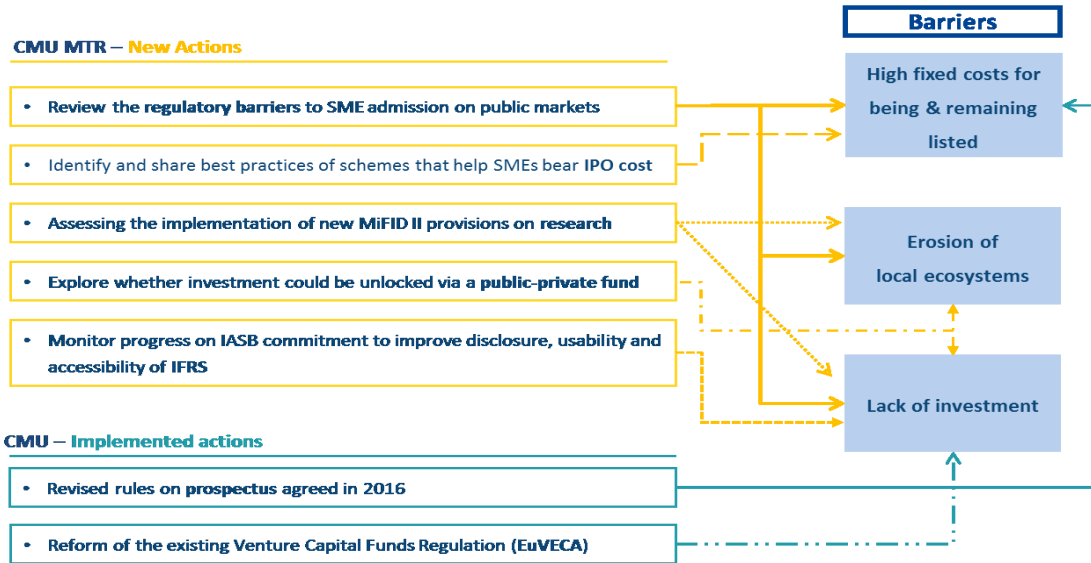 Barriers
CMU MTR – New Actions
High fixed costs for
being & remaining
listed
• Review the regulatory barriers to SME admission on public markets
• Identify and share best practices of schemes that help SMEs bear IPO cost
• Assessing the implementation of new MiFID II provisions on research
Erosion of
local ecosystems
• Explore whether investment could be unlocked via a public-private fund
• Monitor progress on IASB commitment to improve disclosure, usability and
accessibility of IFRS
Lack of investment
CMU – Implemented actions
• Revised rules on prospectus agreed in 2016
• Reform of the existing Venture Capital Funds Regulation (EuVECA)